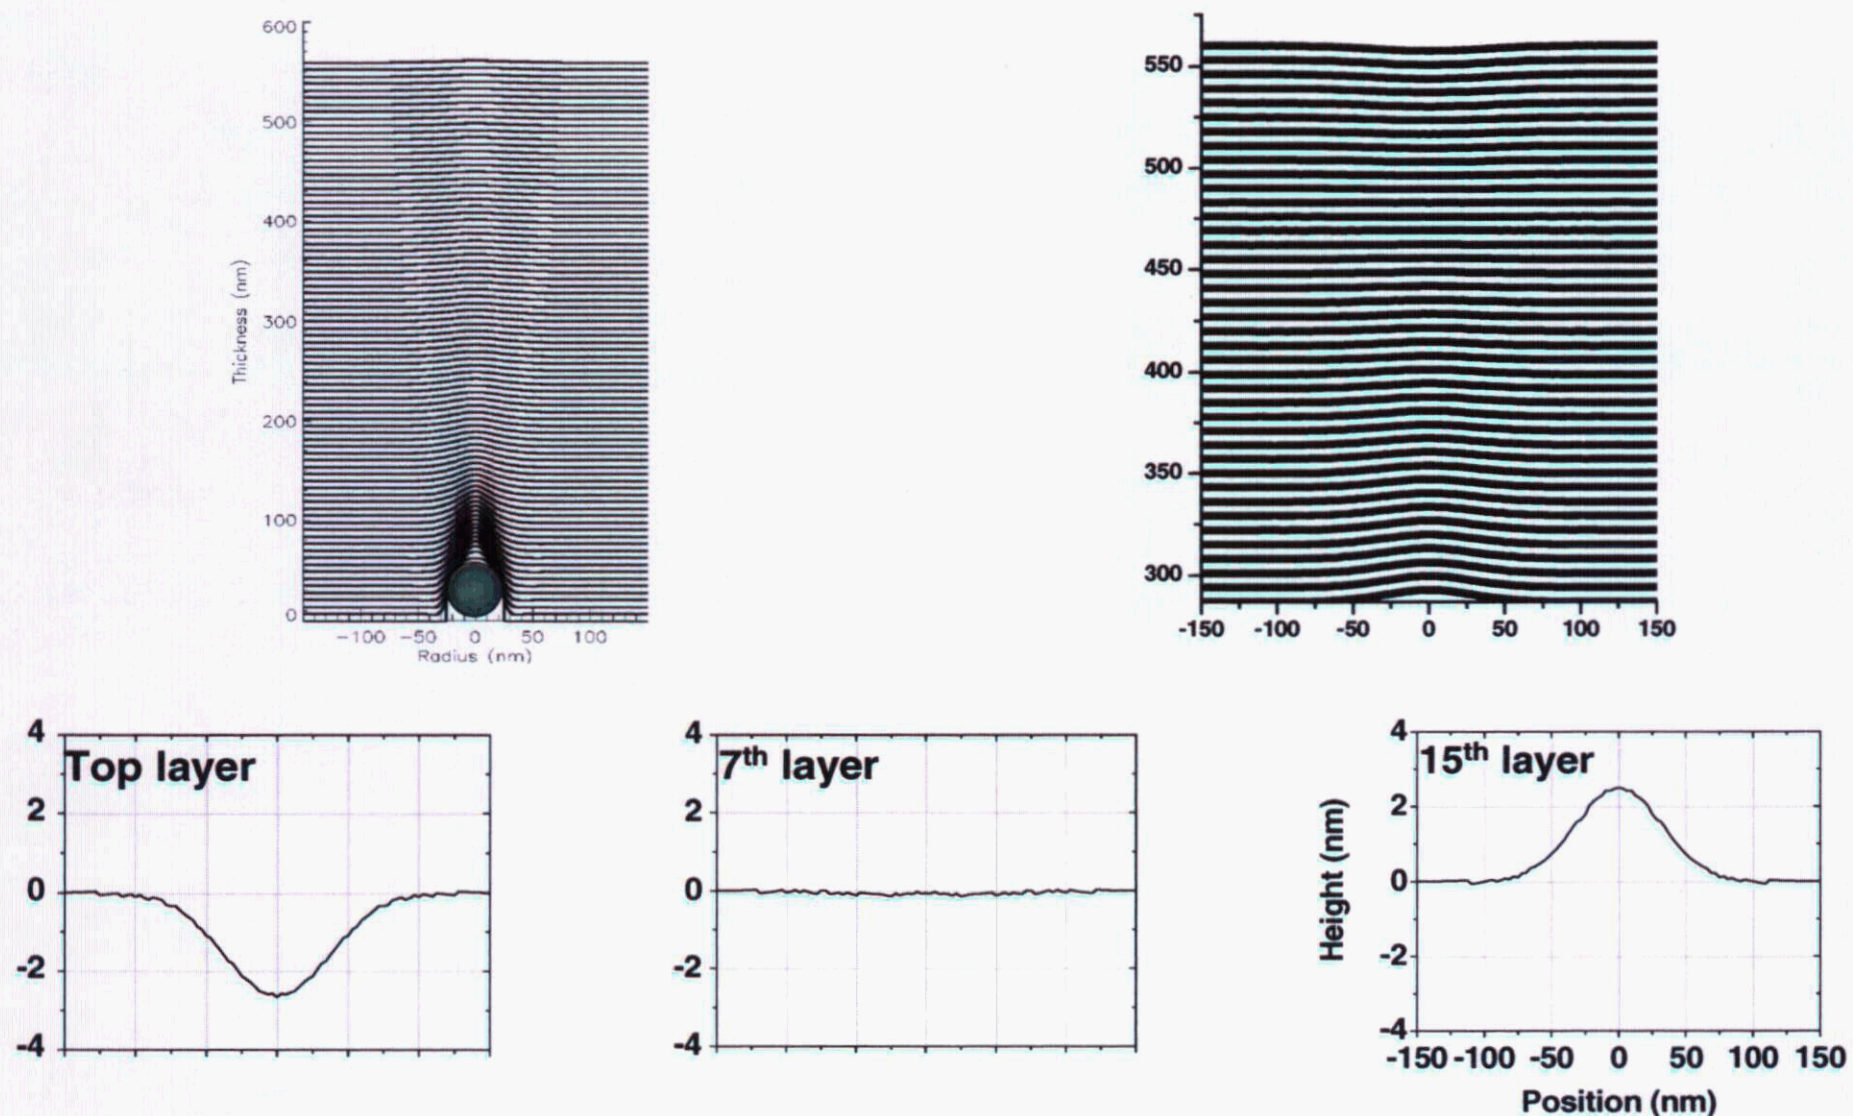 600
500
400
300
200
100
0
Thickness (nm)
-100 -50 0 50 100
Radius (nm)
550
500
450
400
350
300
-150 -100 -50 0 50 100 150
Top layer
4
2
0
-2
-4
7th layer
4
2
0
-2
-4
15th layer
4
2
0
-2
-4
Height (nm)
-150 -100 -50 0 50 100 150
Position (nm)